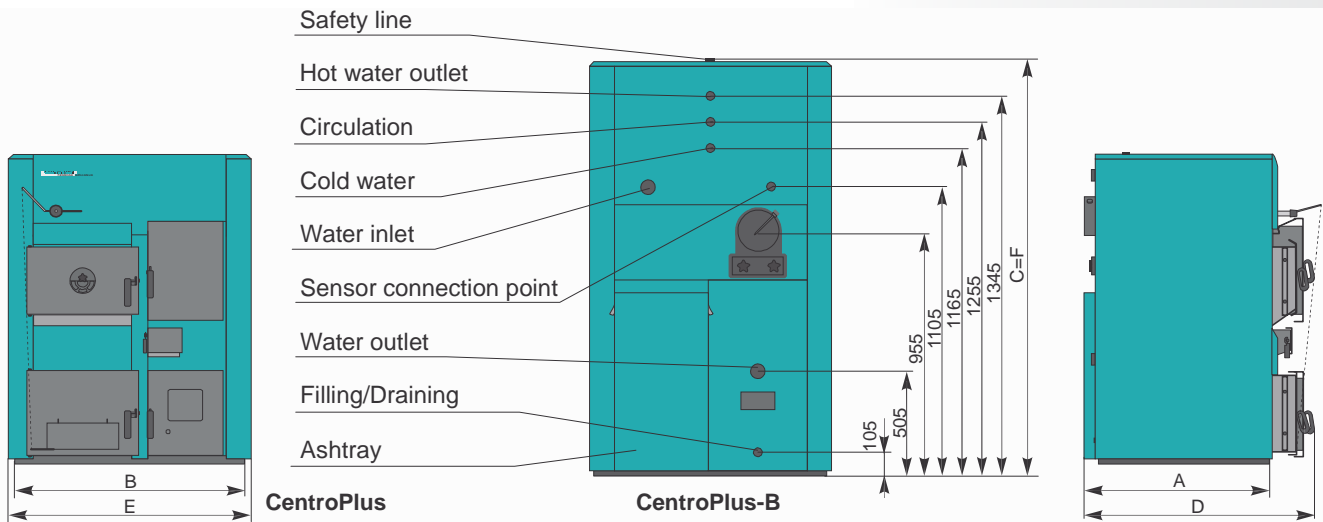 Safety line
Hot water outlet
Circulation
Cold water
Water inlet
Sensor connection point
Water outlet
Filling/Draining
Ashtray
105
505
955
1105
1165
1255
1345
C=F
B
E
CentroPlus
CentroPlus-B
A
D